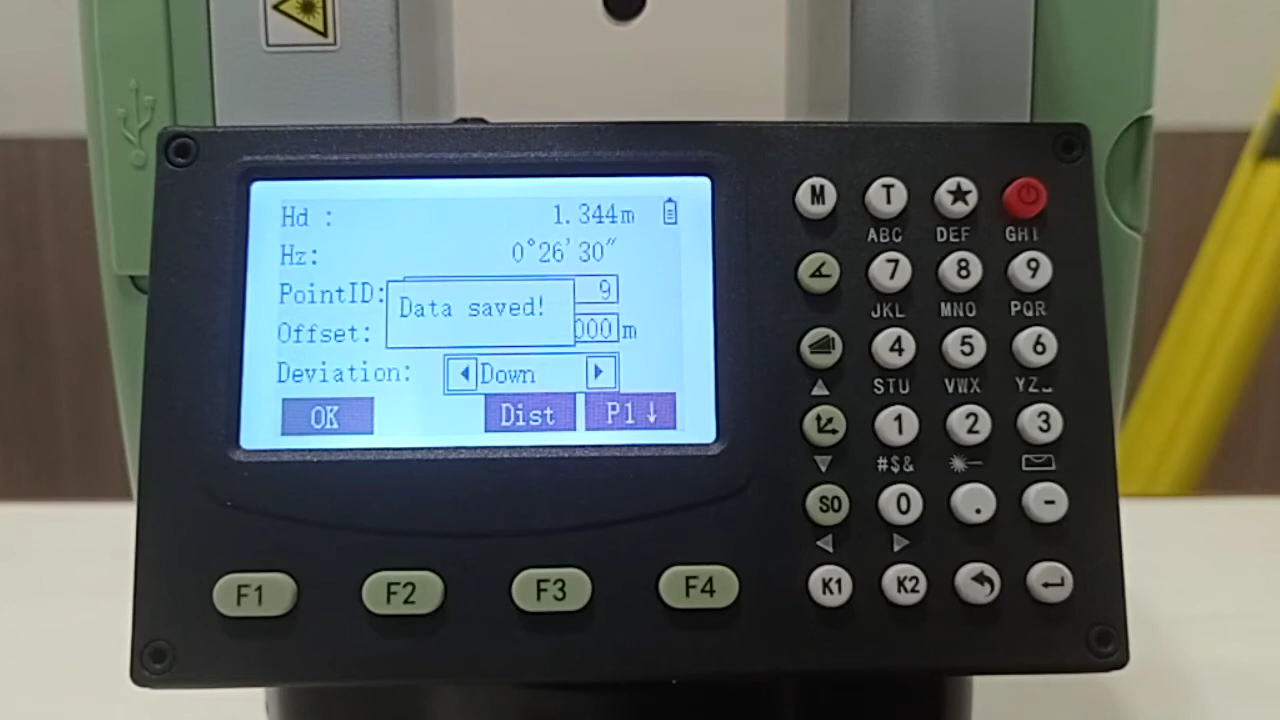 Hd : 1.344m
Hz: 0°26'30″
PointID: 9
Data saved!
Offset: 000 m
Deviation: Down
OK Dist P1↓
F1 F2 F3 F4
M T
ABC DEF GHI
7 8 9
JKL MNO PQR
4 5 6
STU VWX YZ_
1 2 3
#$&
SO 0 . -
K1 K2